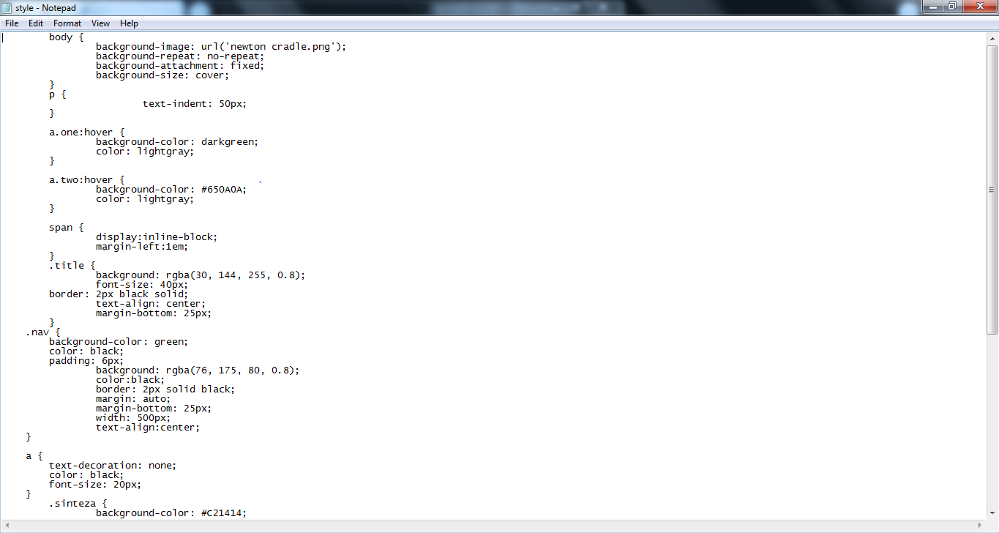 style - Notepad
File Edit Format View Help
body {
background-image: url('newton cradle.png');
background-repeat: no-repeat;
background-attachment: fixed;
background-size: cover;
}
p {
text-indent: 50px;
}
a.one:hover {
background-color: darkgreen;
color: lightgray;
}
a.two:hover {
background-color: #650A0A;
color: lightgray;
}
span {
display:inline-block;
margin-left:1em;
}
.title {
background: rgba(30, 144, 255, 0.8);
font-size: 40px;
border: 2px black solid;
text-align: center;
margin-bottom: 25px;
}
.nav {
background-color: green;
color: black;
padding: 6px;
background: rgba(76, 175, 80, 0.8);
color:black;
border: 2px solid black;
margin: auto;
margin-bottom: 25px;
width: 500px;
text-align:center;
}
a {
text-decoration: none;
color: black;
font-size: 20px;
}
.sinteza {
background-color: #C21414;